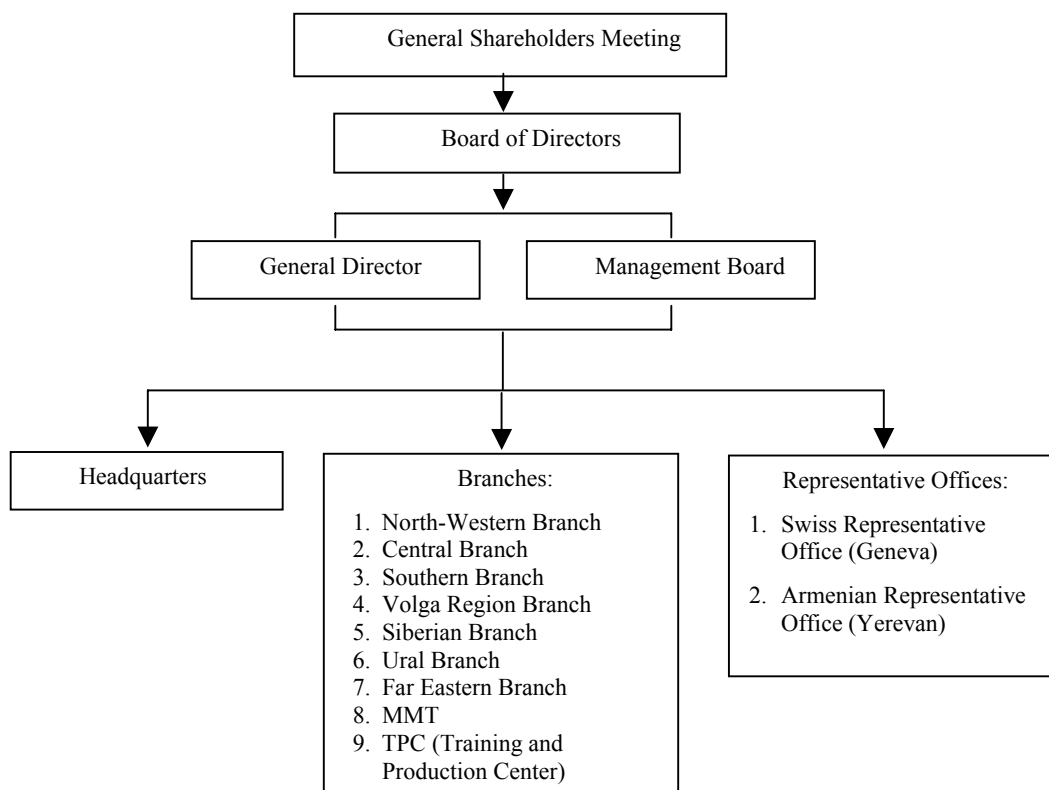 General Shareholders Meeting
Board of Directors
General Director
Management Board
Headquarters
Branches:
1. North-Western Branch
2. Central Branch
3. Southern Branch
4. Volga Region Branch
5. Siberian Branch
6. Ural Branch
7. Far Eastern Branch
8. MMT
9. TPC (Training and
Production Center)
Representative Offices:
1. Swiss Representative
Office (Geneva)
2. Armenian Representative
Office (Yerevan)